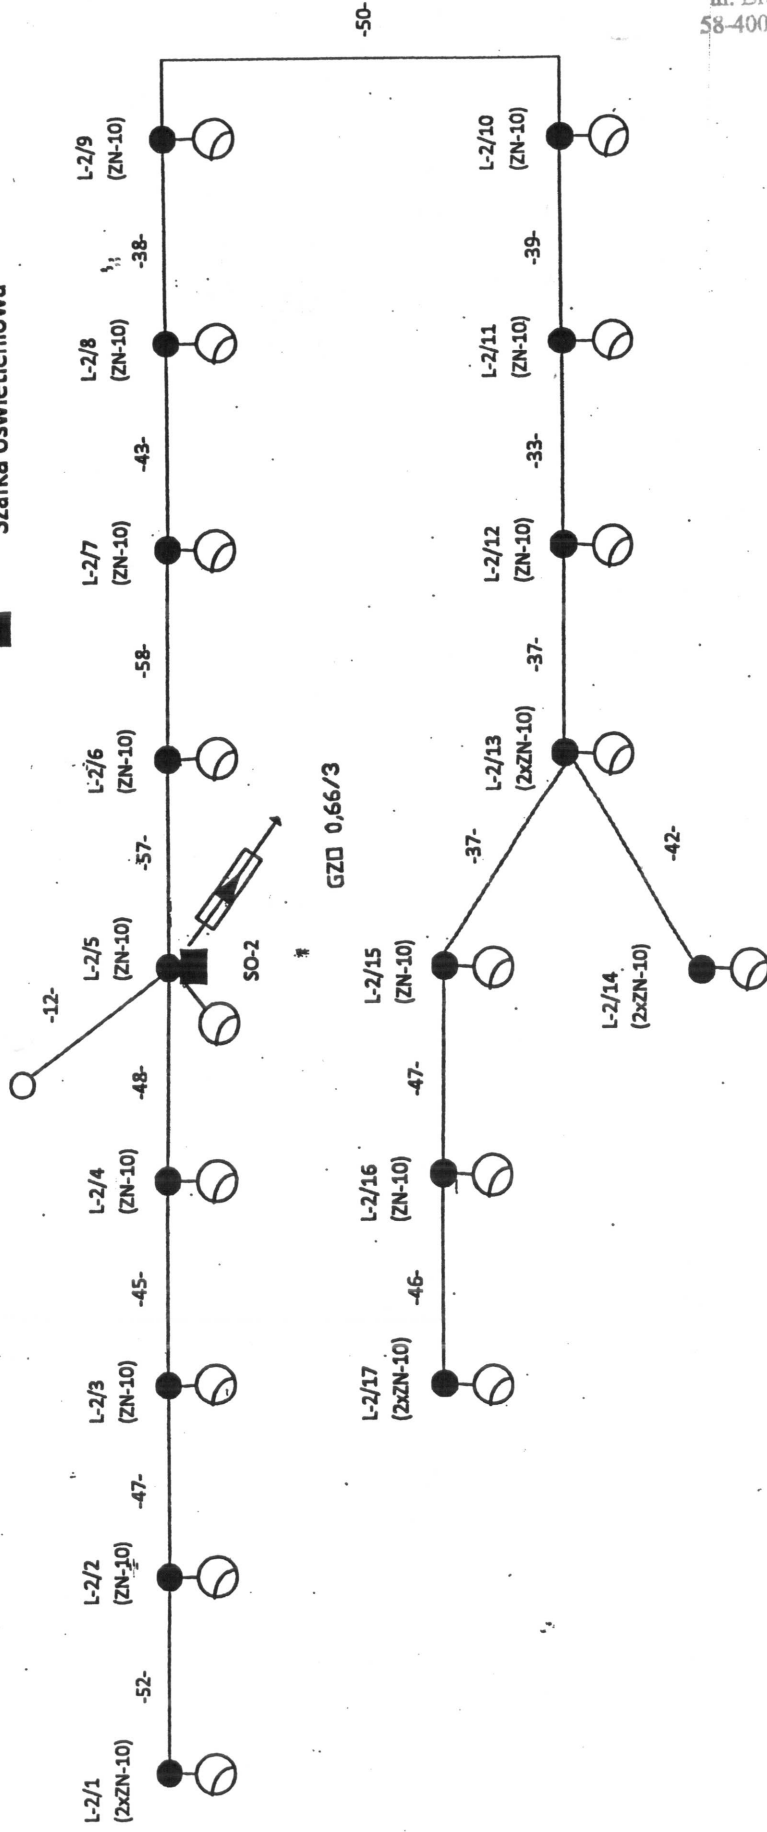 Szafka Oświetleniowa
58-400
L-2/1
(2xZN-10)
-52-
L-2/2
(ZN-10)
-47-
L-2/3
(ZN-10)
-45-
L-2/4
(ZN-10)
-48-
-12-
L-2/5
(ZN-10)
SO-2
GZO 0,66/3
-57-
L-2/6
(ZN-10)
-58-
L-2/7
(ZN-10)
-43-
L-2/8
(ZN-10)
-38-
L-2/9
(ZN-10)
-50-
L-2/17
(2xZN-10)
-46-
L-2/16
(ZN-10)
-47-
L-2/15
(ZN-10)
-37-
L-2/14
(2xZN-10)
-42-
L-2/13
(2xZN-10)
-37-
L-2/12
(ZN-10)
-33-
L-2/11
(ZN-10)
-39-
L-2/10
(ZN-10)